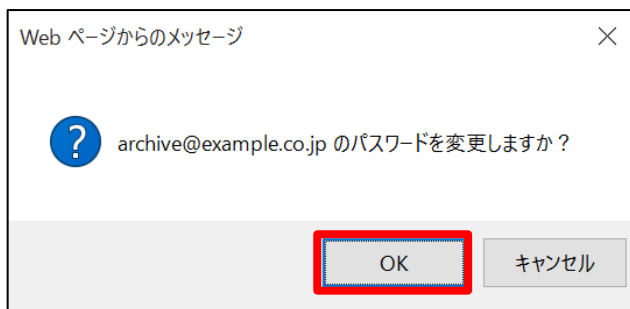 Web ページからのメッセージ
archive@example.co.jp のパスワードを変更しますか？
OK
キャンセル